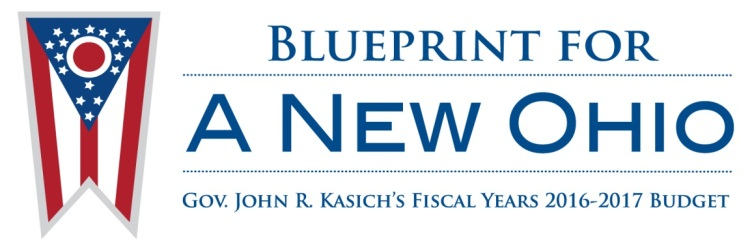 BLUEPRINT FOR
A NEW OHIO
GOV. JOHN R. KASICH'S FISCAL YEARS 2016-2017 BUDGET